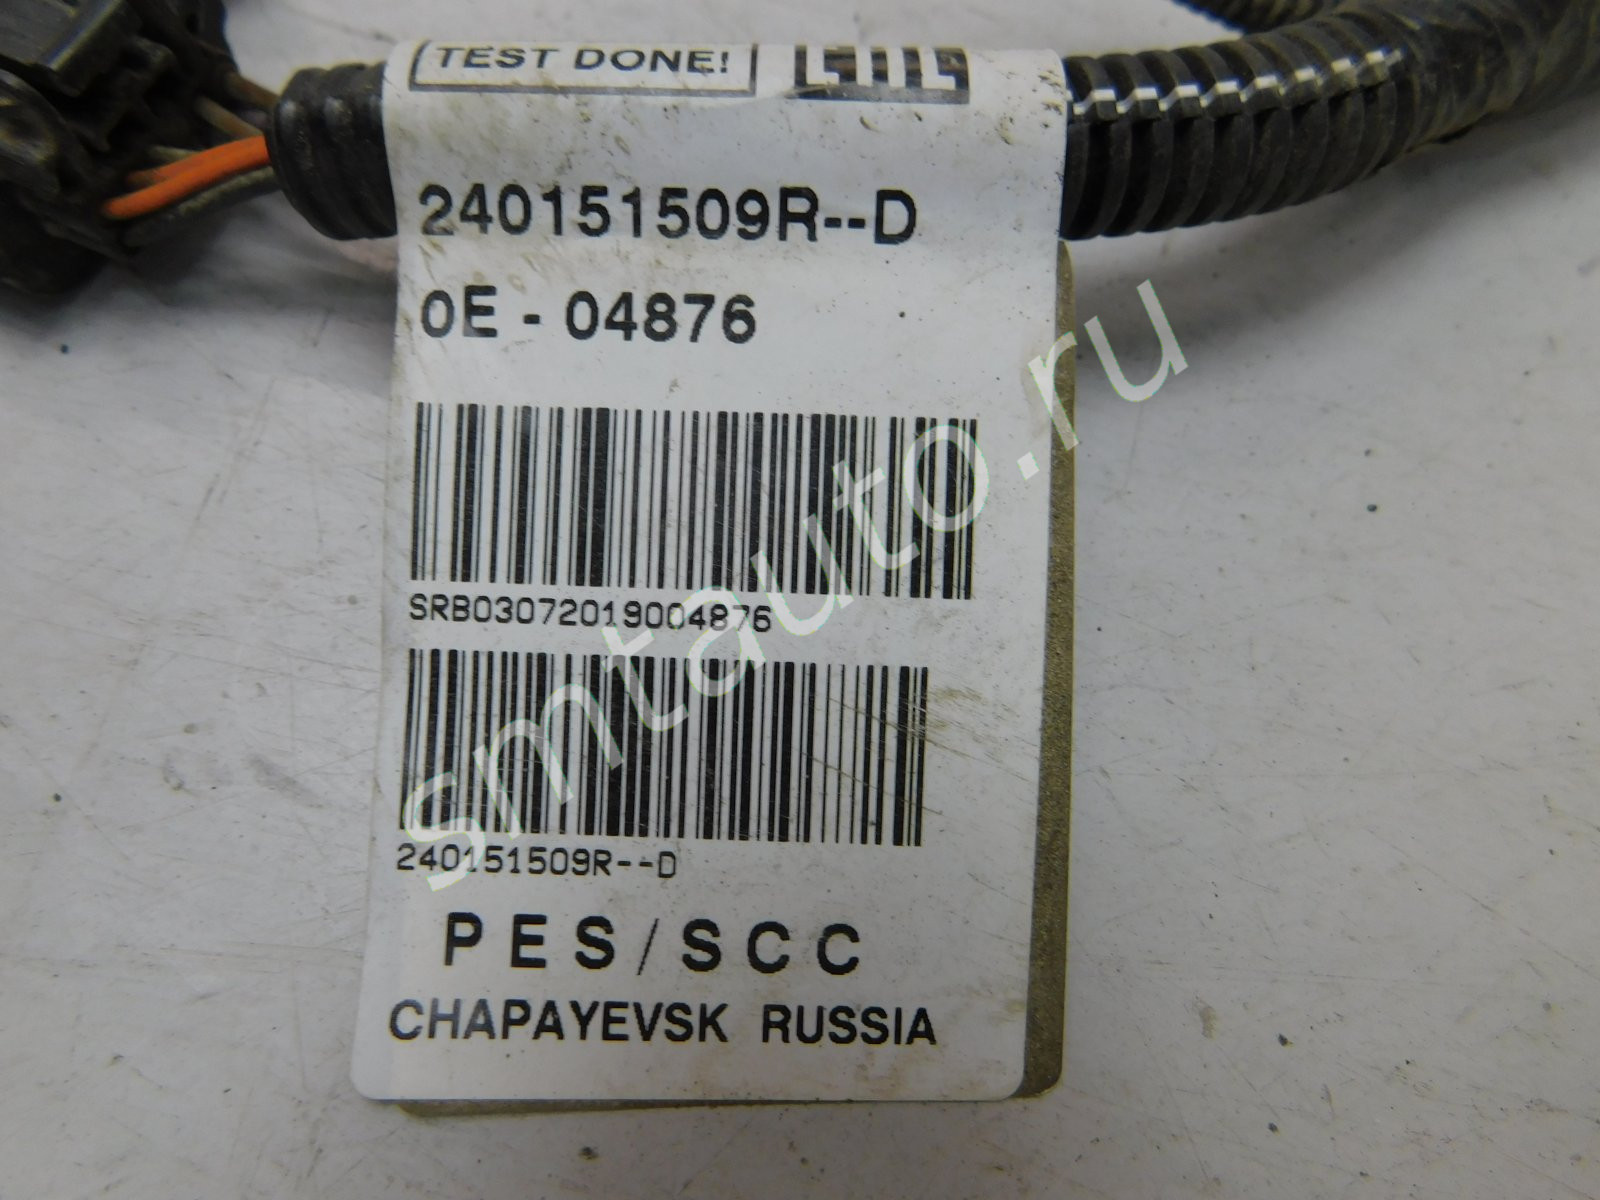 TEST DONE!
240151509R--D
0E - 04876
SRB03072019004876
240151509R--D
PES/SCC
CHAPAYEVSK RUSSIA
smtauto.ru